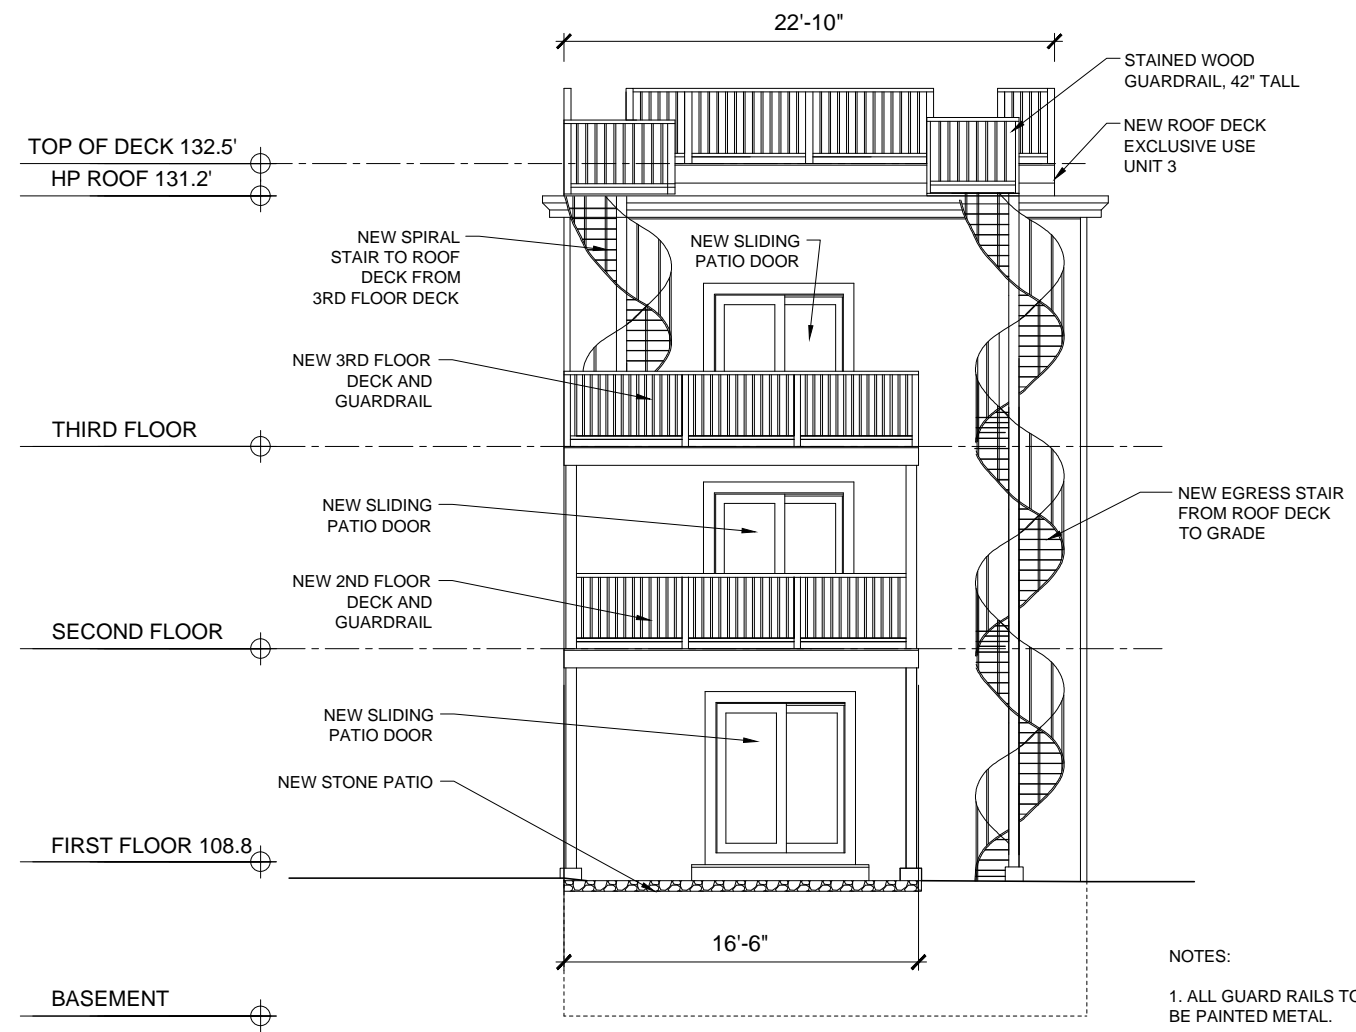 22'-10"
STAINED WOOD
GUARDRAIL, 42" TALL
NEW ROOF DECK
EXCLUSIVE USE
UNIT 3
TOP OF DECK 132.5'
HP ROOF 131.2'
NEW SPIRAL
STAIR TO ROOF
DECK FROM
3RD FLOOR DECK
NEW SLIDING
PATIO DOOR
NEW 3RD FLOOR
DECK AND
GUARDRAIL
THIRD FLOOR
NEW SLIDING
PATIO DOOR
NEW EGRESS STAIR
FROM ROOF DECK
TO GRADE
NEW 2ND FLOOR
DECK AND
GUARDRAIL
SECOND FLOOR
NEW SLIDING
PATIO DOOR
NEW STONE PATIO
FIRST FLOOR 108.8
16'-6"
BASEMENT
NOTES:
1. ALL GUARD RAILS TO
BE PAINTED METAL.